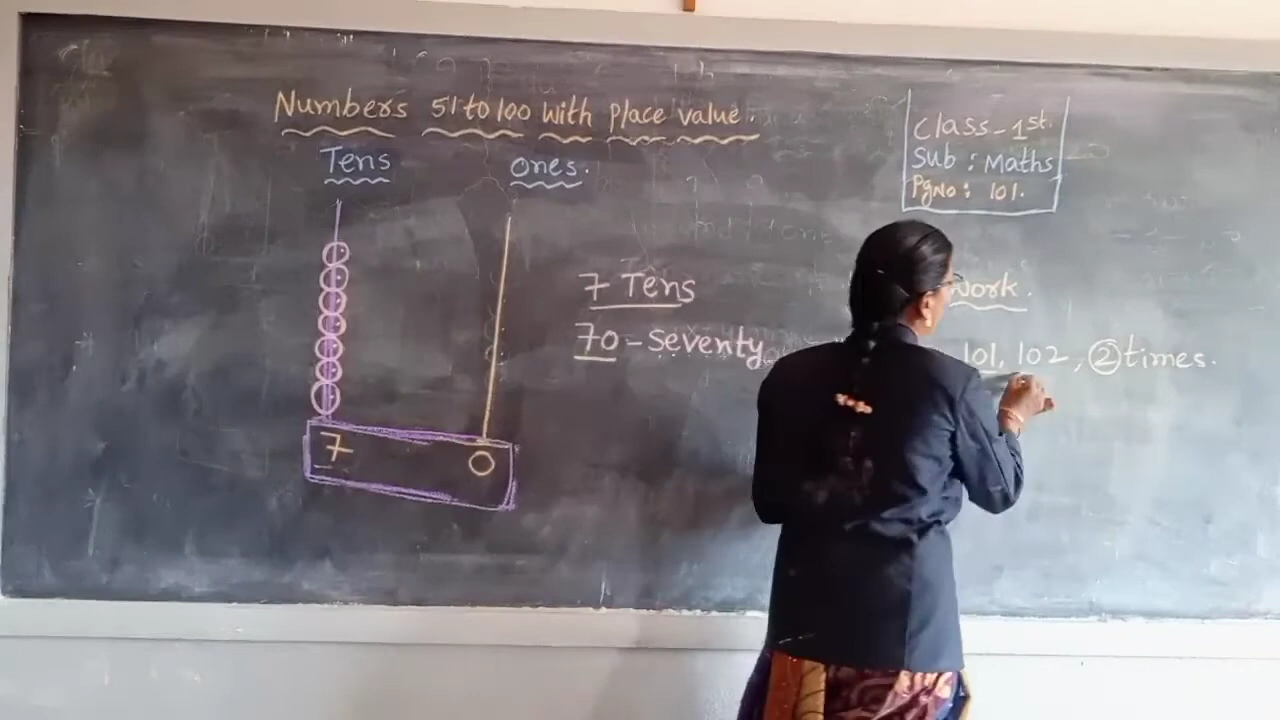 Numbers 51 to 100 with place value.
Tens ones.
7 0
7 Tens
70 - seventy
Class - 1st.
Sub : Maths
PgNo: 101.
work.
101, 102, 2 times.